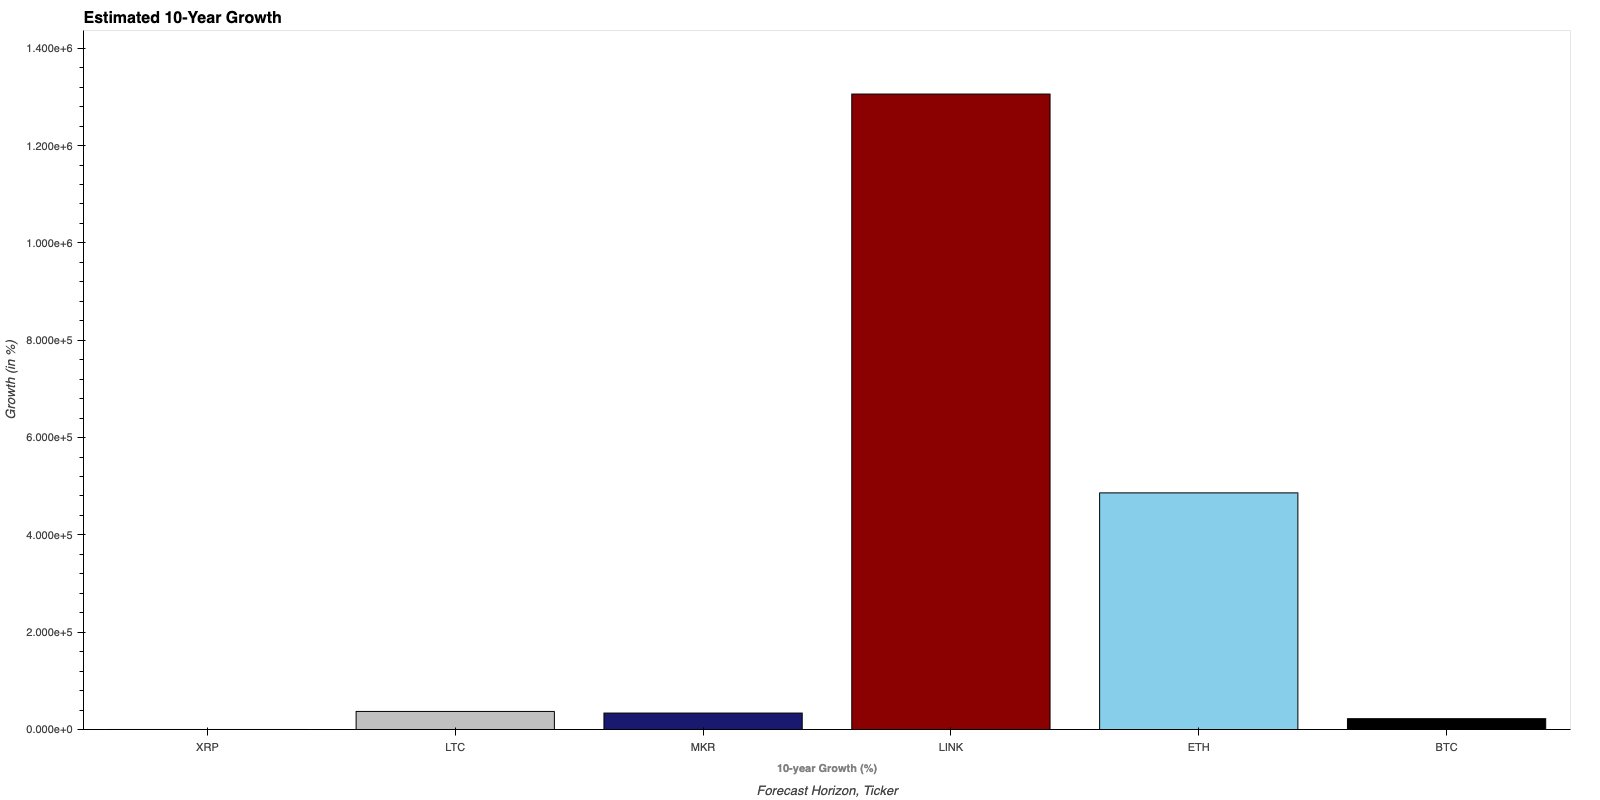 Estimated 10-Year Growth
1.400e+6
1.200e+6
1.000e+6
8.000e+5
6.000e+5
4.000e+5
2.000e+5
0.000e+0
Growth (in %)
XRP LTC MKR LINK ETH BTC
10-year Growth (%)
Forecast Horizon, Ticker